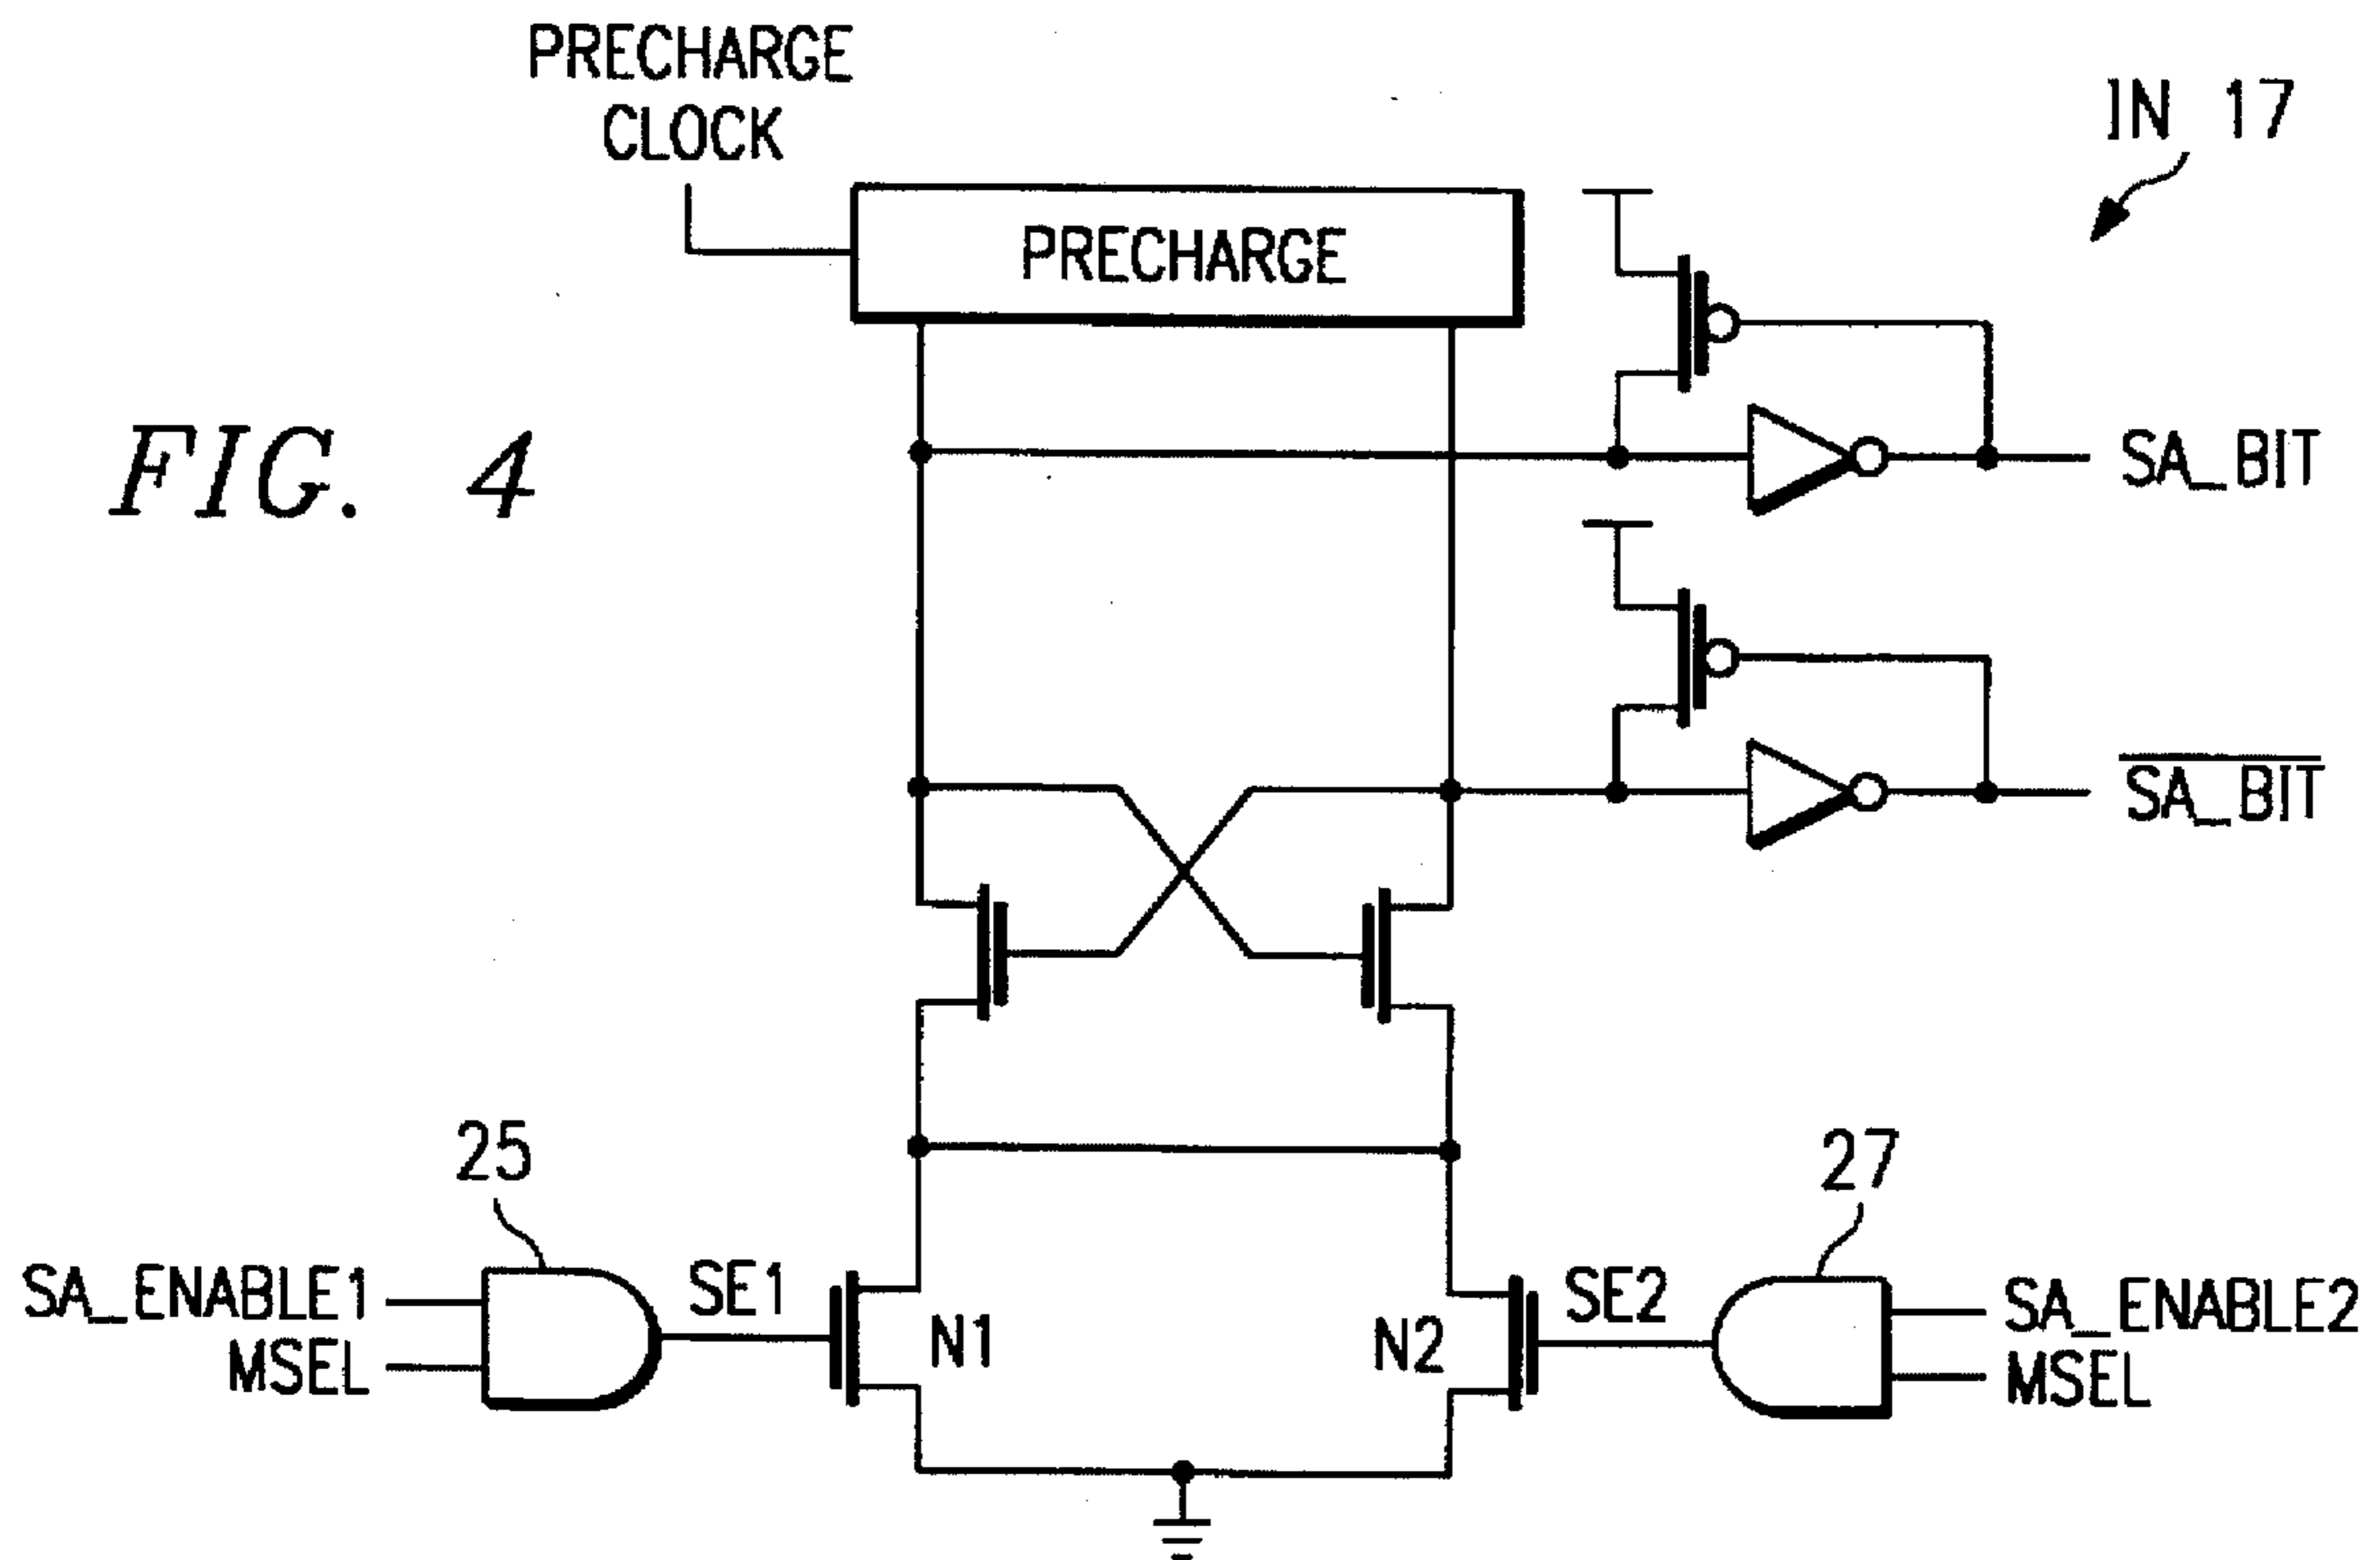 PRECHARGE
CLOCK
IN 17
PRECHARGE
FIG. 4
SA_BIT
SA_BIT
25
27
SA_ENABLE1
MSEL
SE1
N1
N2
SE2
SA_ENABLE2
MSEL